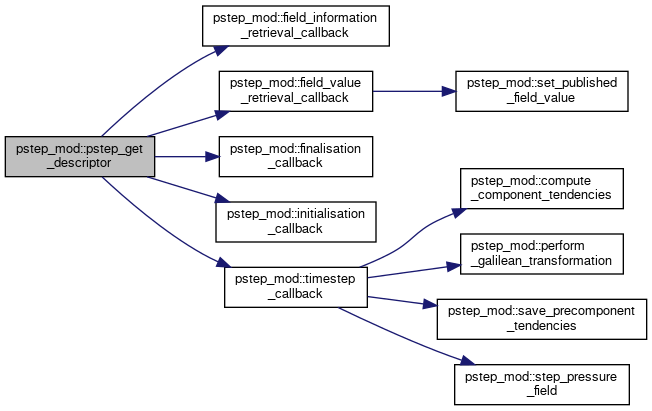 pstep_mod::pstep_get
_descriptor
pstep_mod::field_information
_retrieval_callback
pstep_mod::field_value
_retrieval_callback
pstep_mod::set_published
_field_value
pstep_mod::finalisation
_callback
pstep_mod::initialisation
_callback
pstep_mod::timestep
_callback
pstep_mod::compute
_component_tendencies
pstep_mod::perform
_galilean_transformation
pstep_mod::save_precomponent
_tendencies
pstep_mod::step_pressure
_field